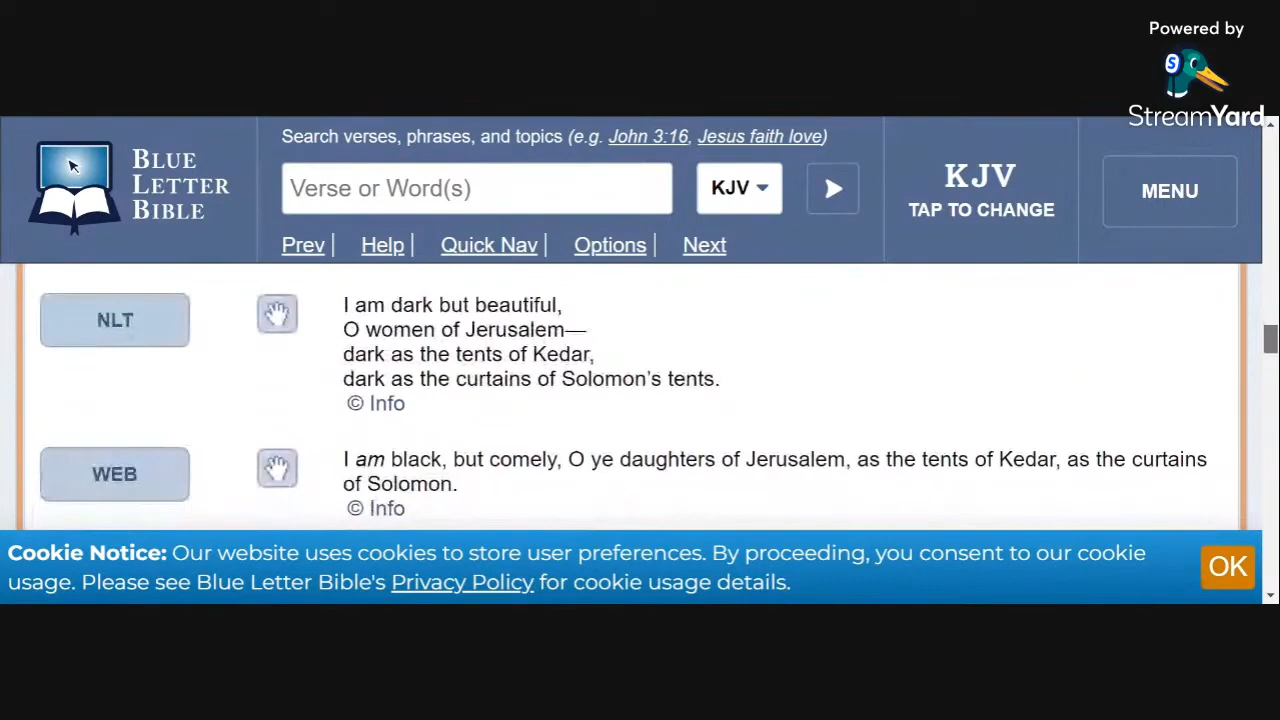 Powered by
S
StreamYard
BLUE
LETTER
BIBLE
Search verses, phrases, and topics (e.g. John 3:16, Jesus faith love)
Verse or Word(s)
KJV
Prev | Help | Quick Nav | Options | Next
KJV
TAP TO CHANGE
MENU
NLT
I am dark but beautiful,
O women of Jerusalem—
dark as the tents of Kedar,
dark as the curtains of Solomon’s tents.
© Info
WEB
I am black, but comely, O ye daughters of Jerusalem, as the tents of Kedar, as the curtains
of Solomon.
© Info
Cookie Notice: Our website uses cookies to store user preferences. By proceeding, you consent to our cookie
usage. Please see Blue Letter Bible's Privacy Policy for cookie usage details.
OK